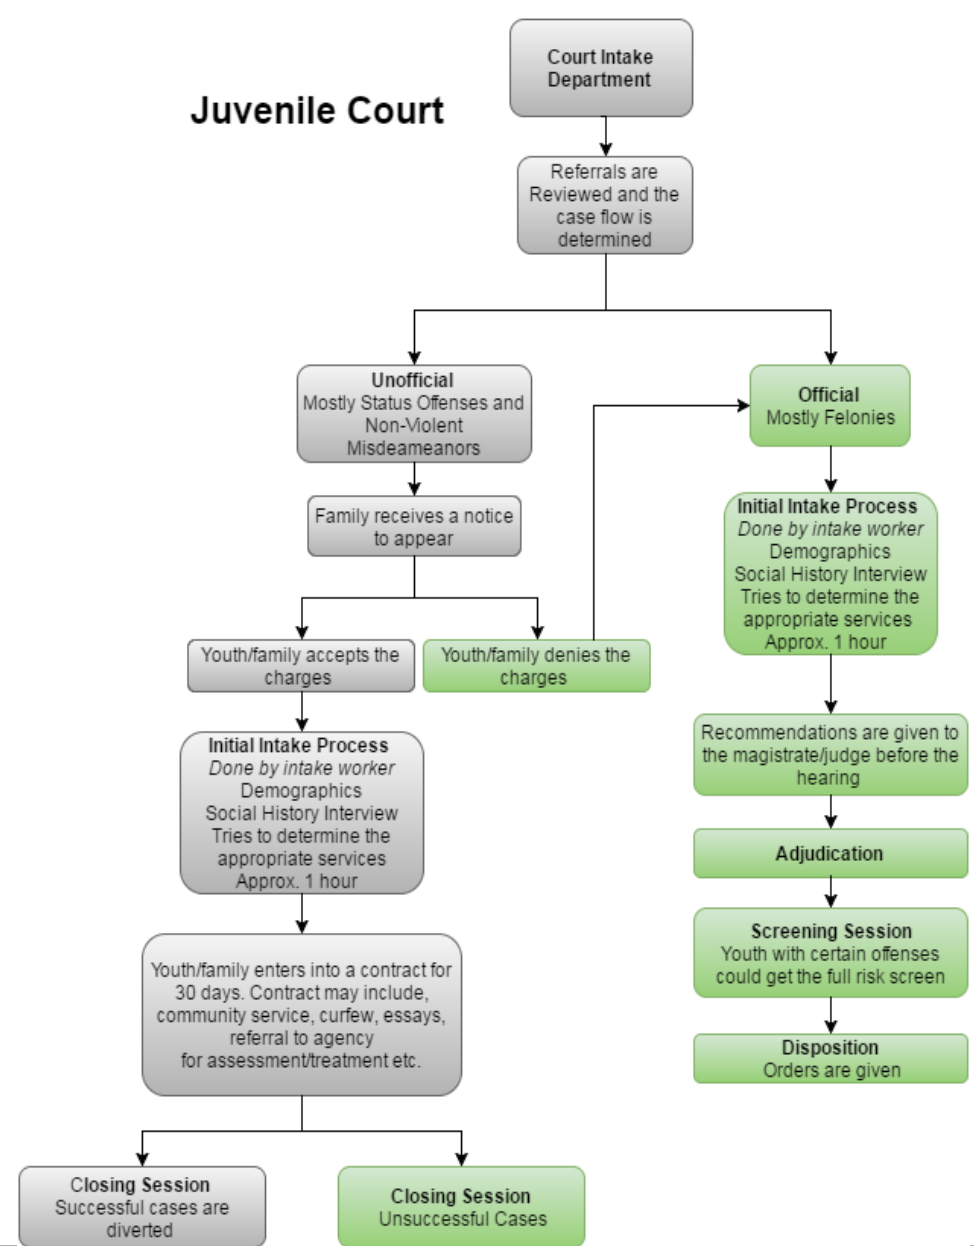 Court Intake
Department
Juvenile Court
Referrals are
Reviewed and the
case flow is
determined
Unofficial
Mostly Status Offenses and
Non-Violent
Misdeameanors
Official
Mostly Felonies
Family receives a notice
to appear
Initial Intake Process
Done by intake worker
Demographics
Social History Interview
Tries to determine the
appropriate services
Approx. 1 hour
Youth/family accepts the
charges
Youth/family denies the
charges
Initial Intake Process
Done by intake worker
Demographics
Social History Interview
Tries to determine the
appropriate services
Approx. 1 hour
Recommendations are given to
the magistrate/judge before the
hearing
Adjudication
Screening Session
Youth with certain offenses
could get the full risk screen
Youth/family enters into a contract for
30 days. Contract may include,
community service, curfew, essays,
referral to agency
for assessment/treatment etc.
Disposition
Orders are given
Closing Session
Successful cases are
diverted
Closing Session
Unsuccessful Cases